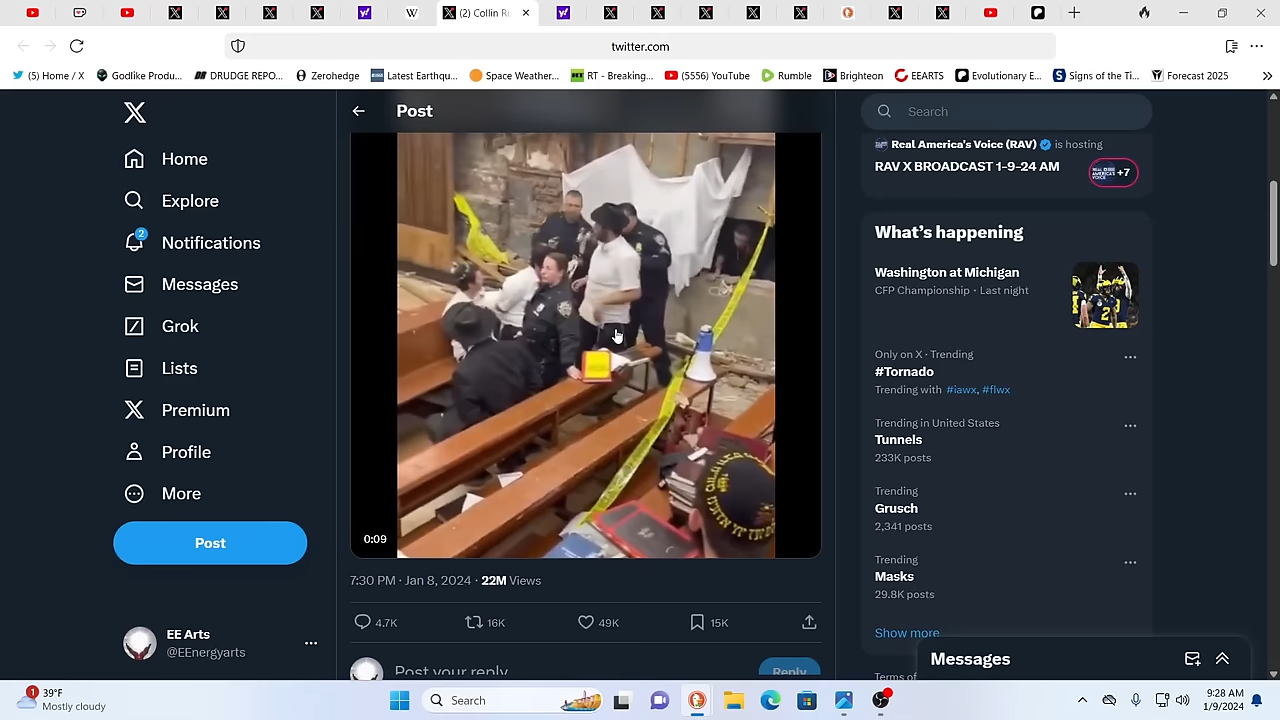 (2) Collin R
twitter.com
(5) Home / X
Godlike Produ...
DRUDGE REPO...
Zerohedge
Latest Earthqu...
Space Weather...
RT - Breaking...
(5556) YouTube
Rumble
Brighteon
EEARTS
Evolutionary E...
Signs of the Ti...
Forecast 2025
Home
Explore
2
Notifications
Messages
Grok
Lists
Premium
Profile
More
Post
EE Arts
@EEnergyarts
Post
0:09
7:30 PM · Jan 8, 2024 · 22M Views
4.7K 16K 49K 15K
Post your reply
Reply
Search
Real America's Voice (RAV) is hosting
RAV X BROADCAST 1-9-24 AM
+7
What's happening
Washington at Michigan
CFP Championship · Last night
Only on X · Trending
#Tornado
Trending with #iawx, #flwx
Trending in United States
Tunnels
233K posts
Trending
Grusch
2,341 posts
Trending
Masks
29.8K posts
Show more
Terms of
Messages
1
39°F
Mostly cloudy
Search
9:28 AM
1/9/2024